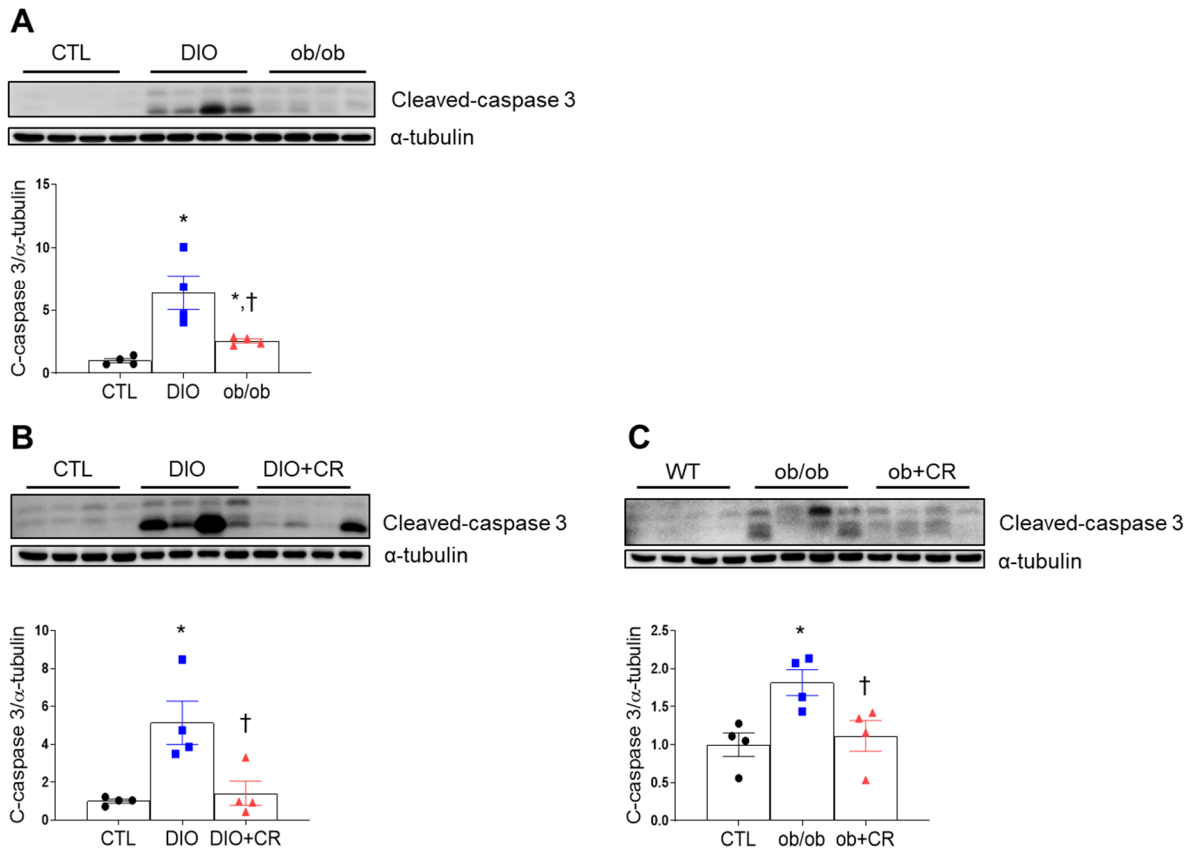 A
CTL DIO ob/ob
Cleaved-caspase 3
α-tubulin
C-caspase 3/α-tubulin
15
10
5
0
*
*,†
CTL DIO ob/ob
B
CTL DIO DIO+CR
Cleaved-caspase 3
α-tubulin
C-caspase 3/α-tubulin
10
8
6
4
2
0
*
†
CTL DIO DIO+CR
C
WT ob/ob ob+CR
Cleaved-caspase 3
α-tubulin
C-caspase 3/α-tubulin
2.5
2.0
1.5
1.0
0.5
0.0
*
†
CTL ob/ob ob+CR